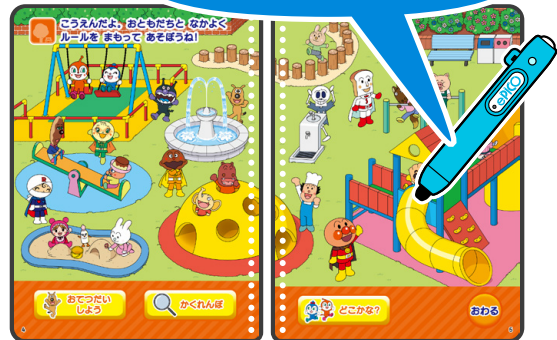 こうえんだよ。おともだちと なかよく
ルールを まもって あそぼうね!
ePICO
おてつだい
しよう
かくれんぼ
どこかな?
おわる